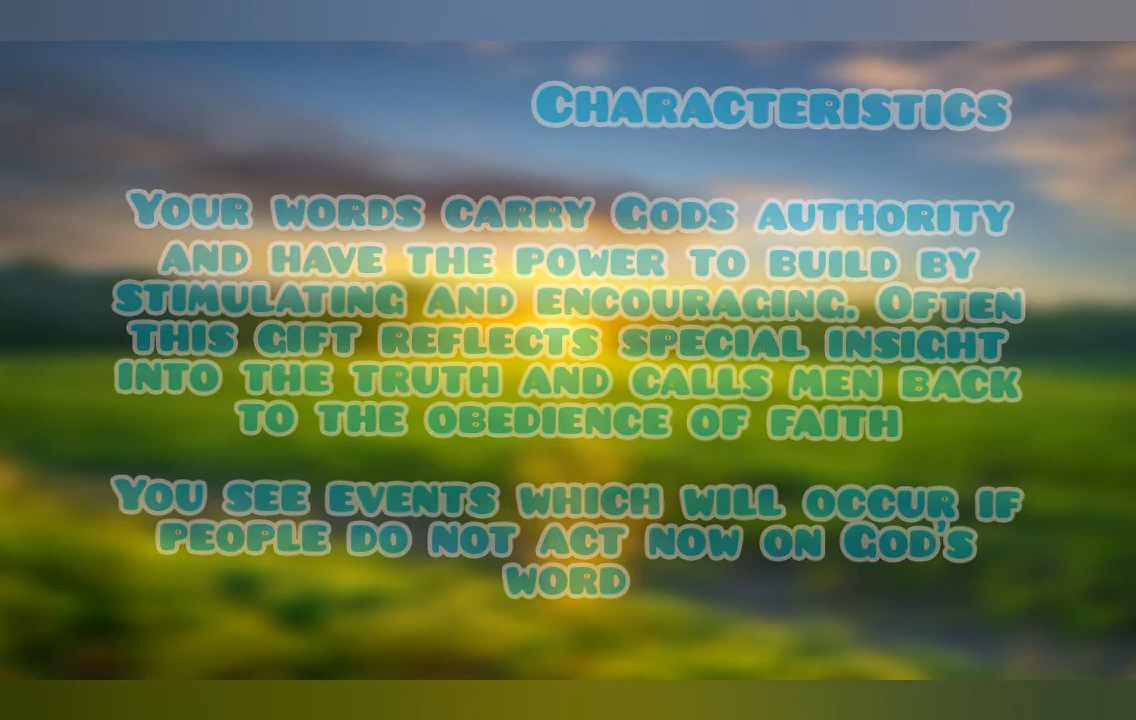 Characteristics
Your words carry Gods authority
and have the power to build by
stimulating and encouraging. Often
this gift reflects special insight
into the truth and calls men back
to the obedience of faith
You see events which will occur if
people do not act now on God's
word